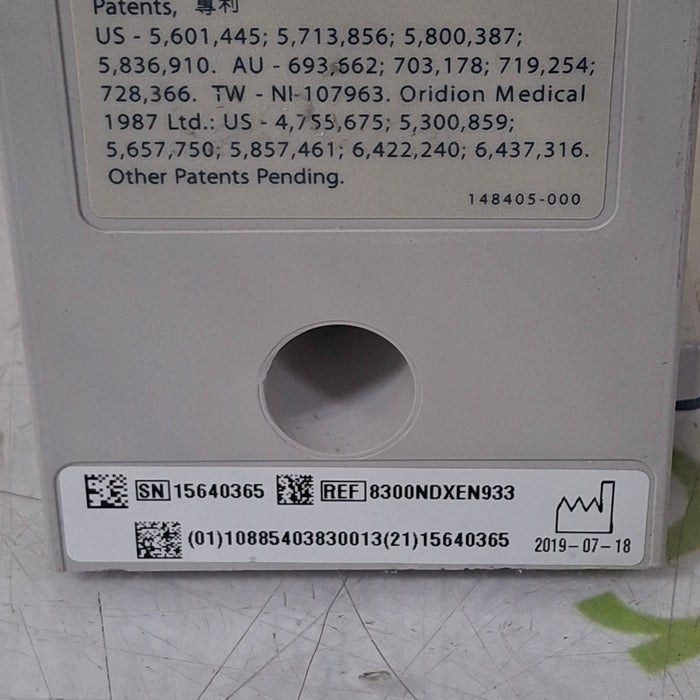 Patents, 專利
US - 5,601,445; 5,713,856; 5,800,387;
5,836,910. AU - 693,662; 703,178; 719,254;
728,366. TW - NI-107963. Oridion Medical
1987 Ltd.: US - 4,755,675; 5,300,859;
5,657,750; 5,857,461; 6,422,240; 6,437,316.
Other Patents Pending.
148405-000
SN 15640365 REF 8300NDXEN933
(01)10885403830013(21)15640365
2019-07-18